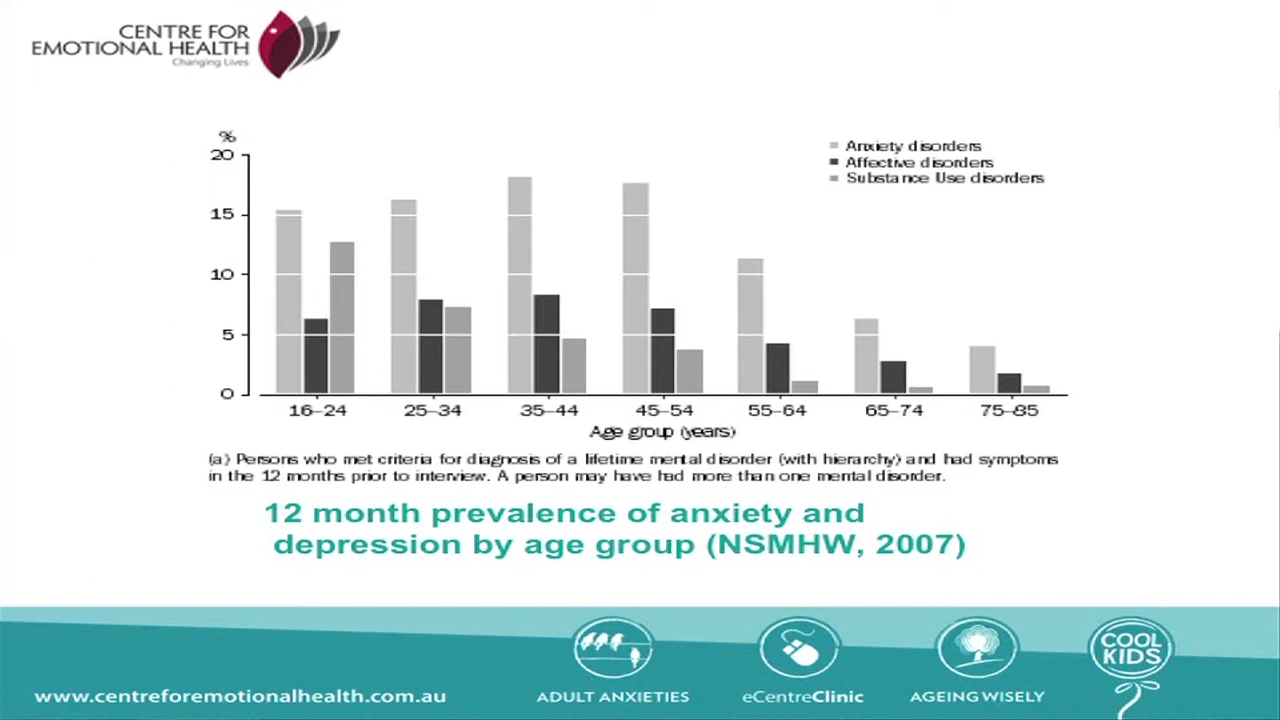 CENTRE FOR
EMOTIONAL HEALTH
Changing Lives
%
20
15
10
5
0
Anxiety disorders
Affective disorders
Substance Use disorders
16–24 25–34 35–44 45–54 55–64 65–74 75–85
Age group (years)
(a) Persons who met criteria for diagnosis of a lifetime mental disorder (with hierarchy) and had symptoms
in the 12 months prior to interview. A person may have had more than one mental disorder.
12 month prevalence of anxiety and
depression by age group (NSMHW, 2007)
www.centreforemotionalhealth.com.au
ADULT ANXIETIES
eCentreClinic
AGEING WISELY
COOL
KIDS